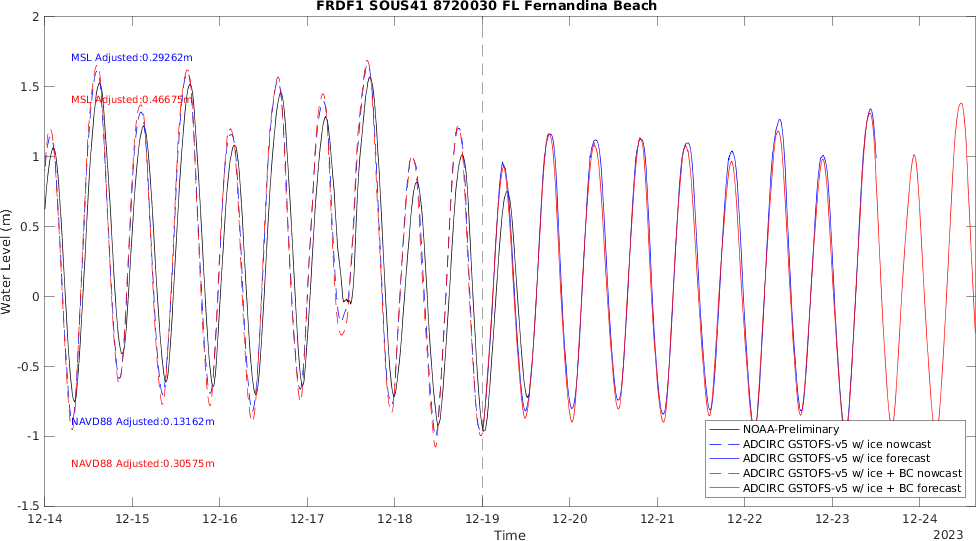 FRDF1 SOUS41 8720030 FL Fernandina Beach
2
MSL Adjusted:0.29262m
1.5
MSL Adjusted:0.46675m
1
0.5
Water Level (m)
0
-0.5
NAVD88 Adjusted:0.13162m
-1
NAVD88 Adjusted:0.30575m
-1.5
NOAA-Preliminary
ADCIRC GSTOFS-v5 w/ ice nowcast
ADCIRC GSTOFS-v5 w/ ice forecast
ADCIRC GSTOFS-v5 w/ ice + BC nowcast
ADCIRC GSTOFS-v5 w/ ice + BC forecast
12-14 12-15 12-16 12-17 12-18 12-19 12-20 12-21 12-22 12-23 12-24
Time
2023